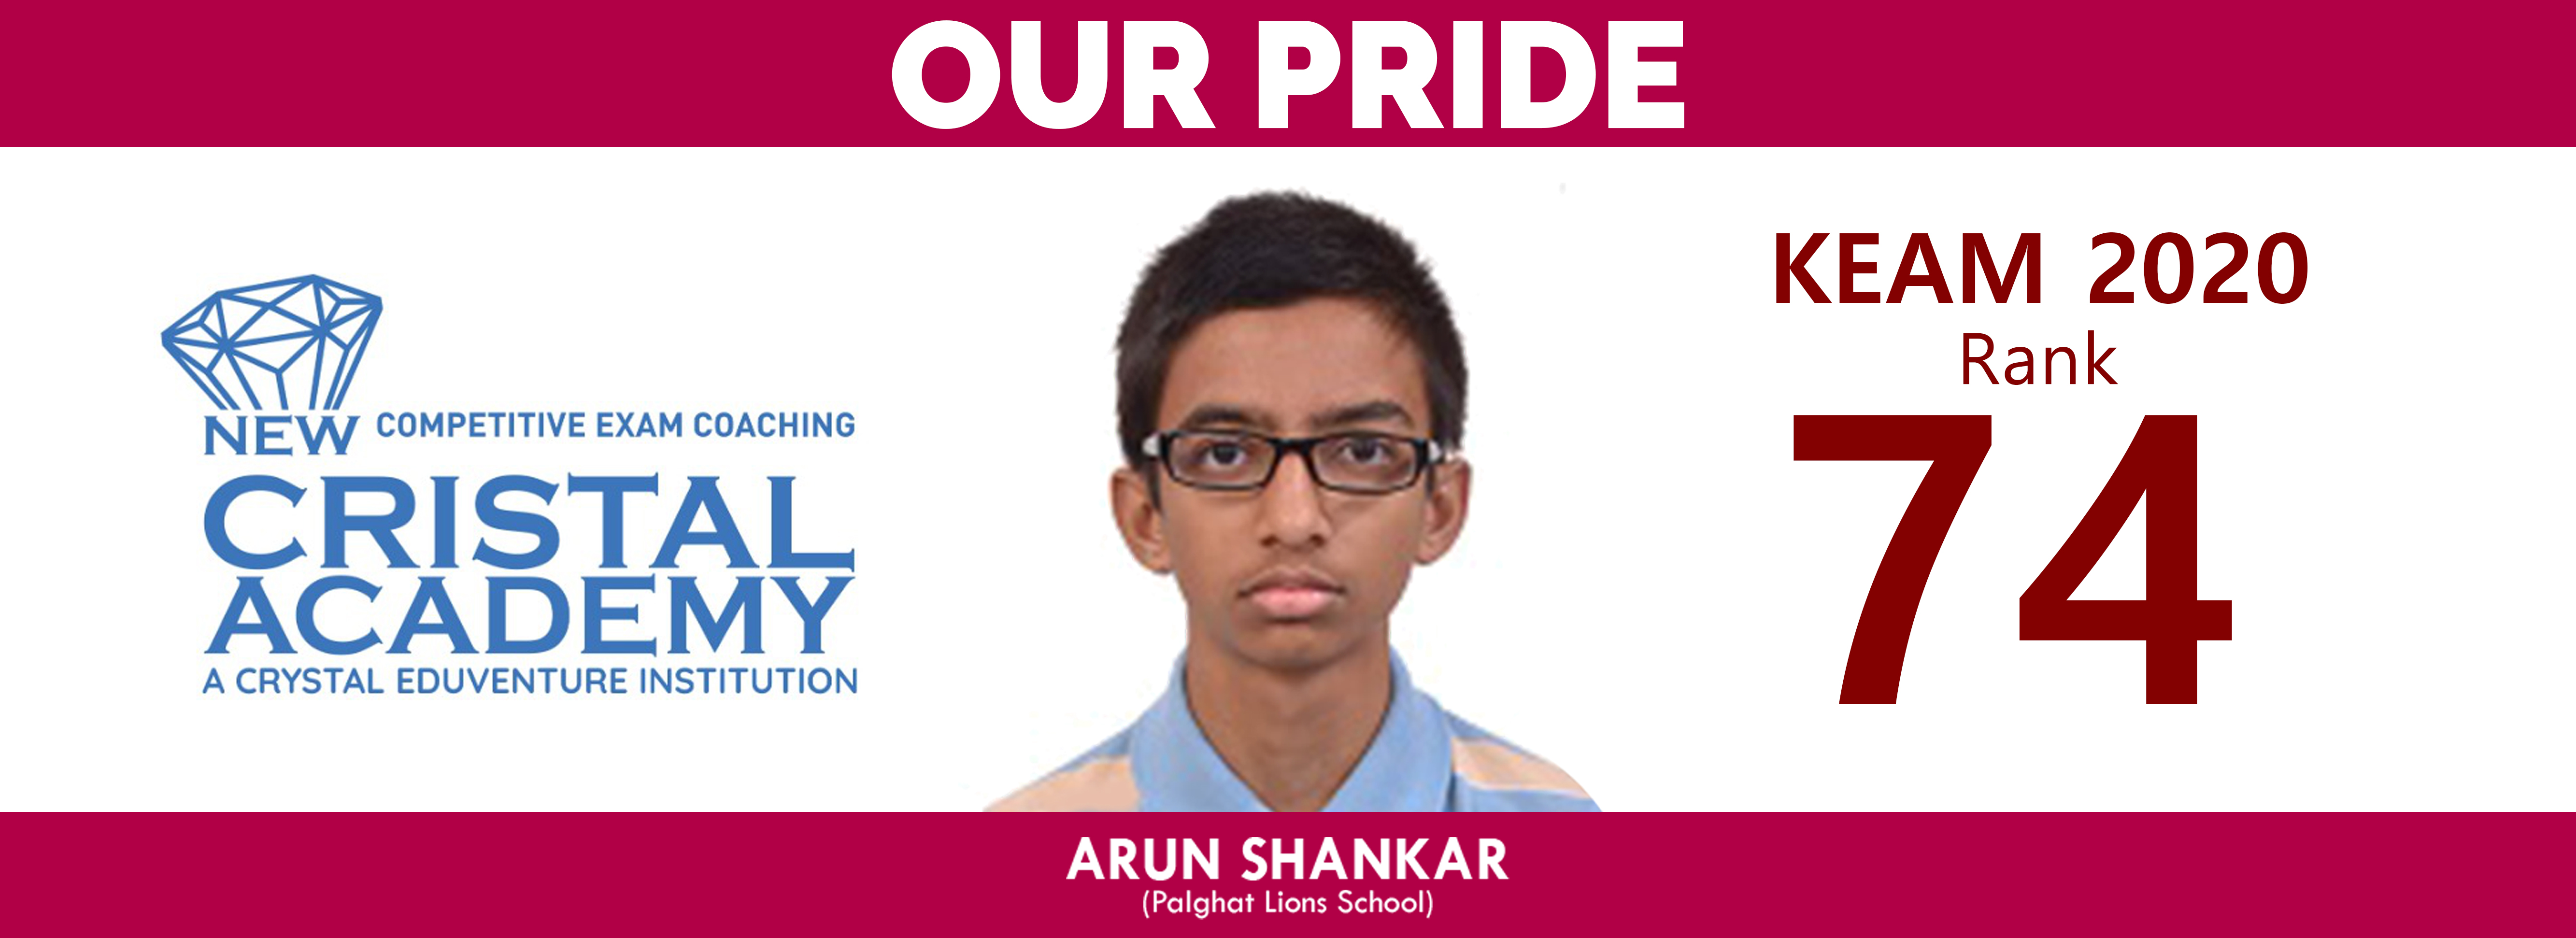 OUR PRIDE
NEW COMPETITIVE EXAM COACHING
CRISTAL
ACADEMY
A CRYSTAL EDUVENTURE INSTITUTION
KEAM 2020
Rank
74
ARUN SHANKAR
(Palghat Lions School)